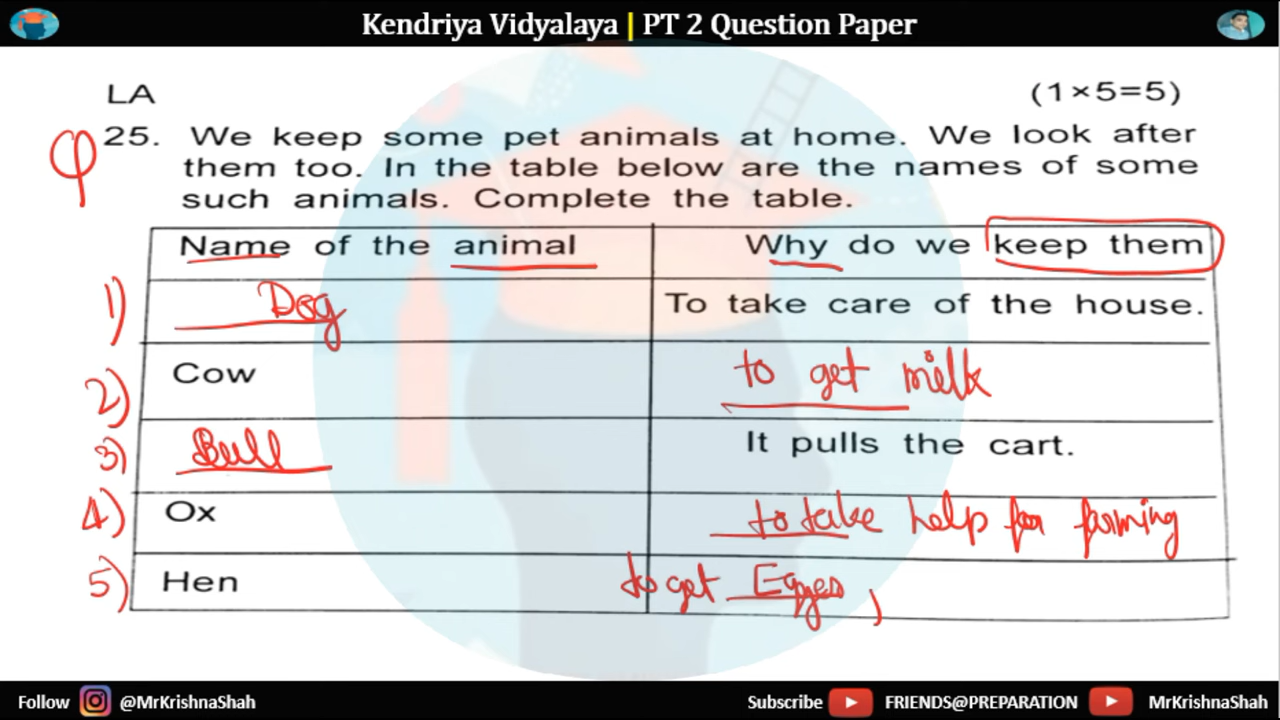 Kendriya Vidyalaya | PT 2 Question Paper
LA (1×5=5)
φ 25. We keep some pet animals at home. We look after
them too. In the table below are the names of some
such animals. Complete the table.
Name of the animal Why do we keep them
1) Dog To take care of the house.
2) Cow to get milk
3) Bull It pulls the cart.
4) Ox to take help for farming
5) Hen to get Egges
Follow @MrKrishnaShah Subscribe FRIENDS@PREPARATION MrKrishnaShah